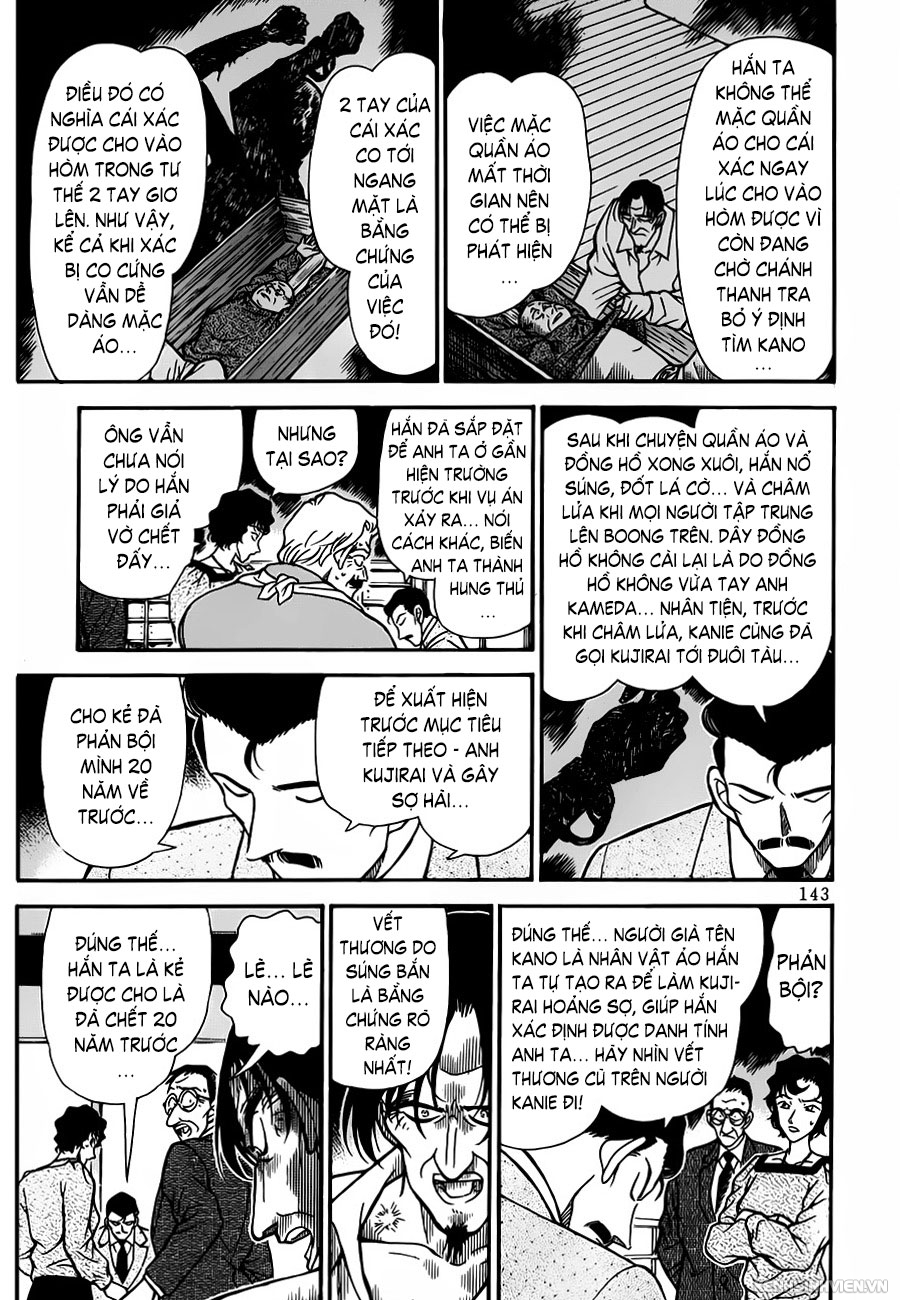 HẮN TA
KHÔNG THỂ
MẶC QUẦN
ÁO CHO CÁI
XÁC NGAY
LÚC CHO VÀO
HÒM ĐƯỢC VÌ
CÒN ĐANG
CHỜ CHÁNH
THANH TRA
BỎ Ý ĐỊNH
TÌM KANO
...
VIỆC MẶC
QUẦN ÁO
MẤT THỜI
GIAN NÊN
CÓ THỂ BỊ
PHÁT HIỆN
...
2 TAY CỦA
CÁI XÁC
CO TỚI
NGANG
MẶT LÀ
BẰNG
CHỨNG
CỦA
VIỆC
ĐÓ!
ĐIỀU ĐÓ CÓ
NGHĨA CÁI XÁC
ĐƯỢC CHO VÀO
HÒM TRONG TƯ
THẾ 2 TAY GIƠ
LÊN. NHƯ VẬY,
KỂ CẢ KHI XÁC
BỊ CO CỨNG
VẪN DỄ
DÀNG MẶC
ÁO...
SAU KHI CHUYỆN QUẦN ÁO VÀ
ĐỒNG HỒ XONG XUÔI, HẮN NỔ
SÚNG, ĐỐT LÁ CỜ... VÀ CHÂM
LỬA KHI MỌI NGƯỜI TẬP TRUNG
LÊN BOONG TRÊN. DÂY ĐỒNG
HỒ KHÔNG CÀI LẠI LÀ DO ĐỒNG
HỒ KHÔNG VỪA TAY ANH
KAMEDA... NHÂN TIỆN, TRƯỚC
KHI CHÂM LỬA, KANIE CŨNG ĐÃ
GỌI KUJIRAI TỚI ĐUÔI TÀU...
HẮN ĐÃ SẮP ĐẶT
ĐỂ ANH TA Ở GẦN
HIỆN TRƯỜNG
TRƯỚC KHI VỤ ÁN
XẢY RA... NÓI
CÁCH KHÁC, BIẾN
ANH TA THÀNH
HUNG THỦ
...
NHƯNG
TẠI SAO?
ÔNG VẪN
CHƯA NÓI
LÝ DO HẮN
PHẢI GIẢ
VỜ CHẾT
ĐẤY...
ĐỂ XUẤT HIỆN
TRƯỚC MỤC TIÊU
TIẾP THEO - ANH
KUJIRAI VÀ GÂY
SỢ HÃI...
CHO KẺ ĐÃ
PHẢN BỘI
MÌNH 20
NĂM VỀ
TRƯỚC...
143
PHẢN
BỘI?
ĐÚNG THẾ... NGƯỜI GIÀ TÊN
KANO LÀ NHÂN VẬT ẢO HẮN
TA TỰ TẠO RA ĐỂ LÀM KUJI-
RAI HOẢNG SỢ, GIÚP HẮN
XÁC ĐỊNH ĐƯỢC DANH TÍNH
ANH TA... HÃY NHÌN VẾT
THƯƠNG CŨ TRÊN NGƯỜI
KANIE ĐI!
VẾT
THƯƠNG DO
SÚNG BẮN
LÀ BẰNG
CHỨNG RÕ
RÀNG
NHẤT!
LẼ... LẼ
NÀO...
ĐÚNG THẾ...
HẮN TA LÀ KẺ
ĐƯỢC CHO LÀ
ĐÃ CHẾT 20
NĂM TRƯỚC
...